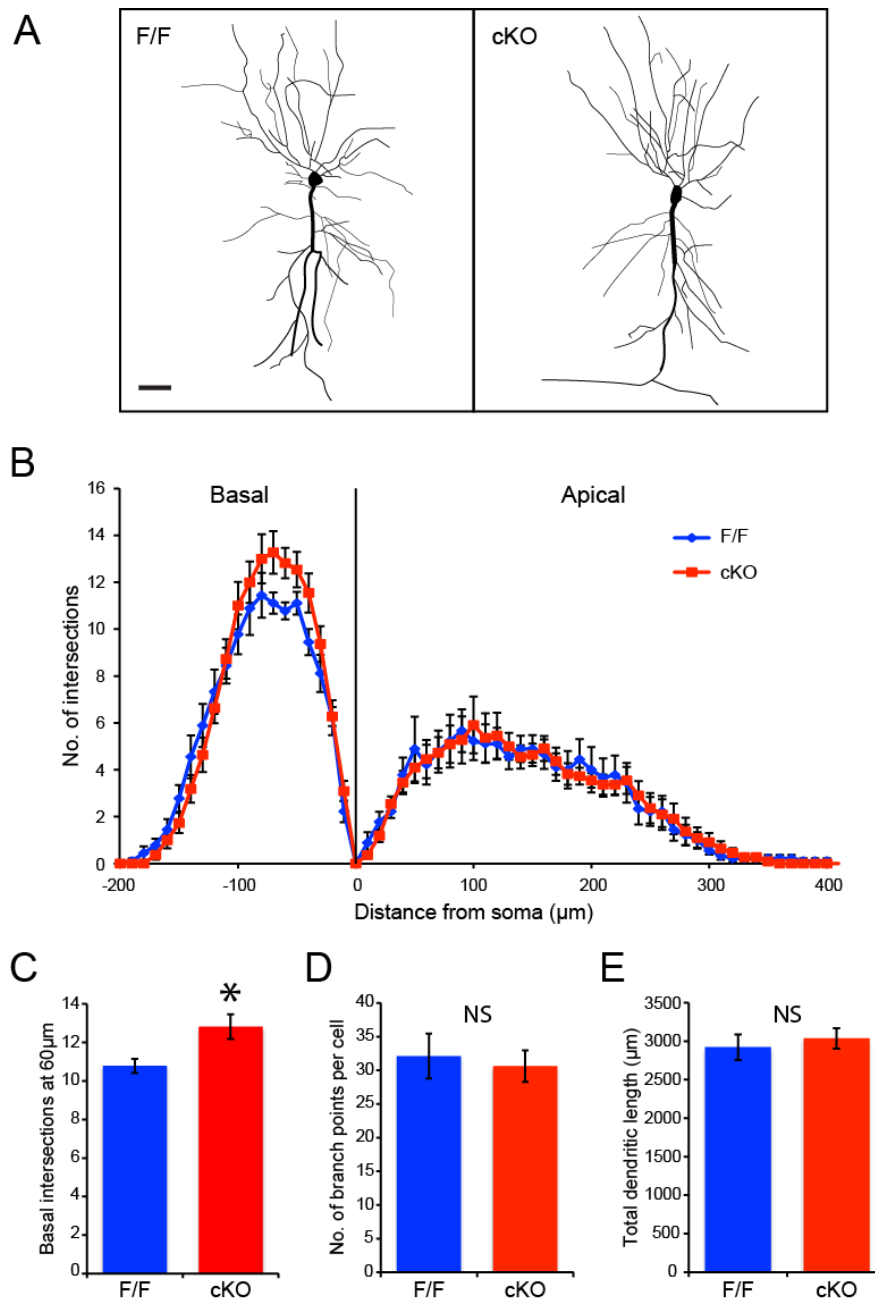 A
F/F
cKO
B
Basal
Apical
F/F
cKO
No. of intersections
16
14
12
10
8
6
4
2
0
-200
-100
0
100
200
300
400
Distance from soma (µm)
C
*
Basal intersections at 60µm
14
12
10
8
6
4
2
0
F/F
cKO
D
NS
No. of branch points per cell
40
35
30
25
20
15
10
5
0
F/F
cKO
E
NS
Total dendritic length (µm)
3500
3000
2500
2000
1500
1000
500
0
F/F
cKO